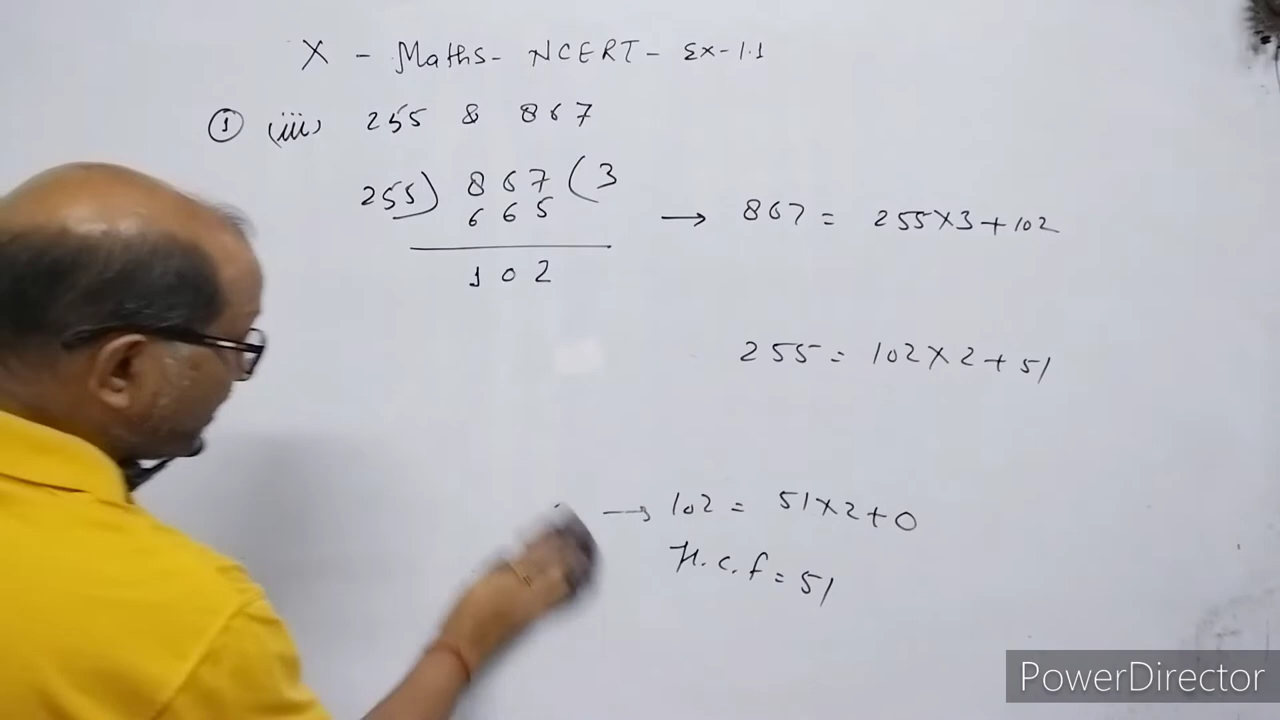 X - Maths - NCERT - Ex-1.1
① (iii) 255 & 867
255) 867 (3
665
102
→ 867 = 255×3+102
255 = 102×2+51
→ 102 = 51×2+0
H.c.f = 51
PowerDirector